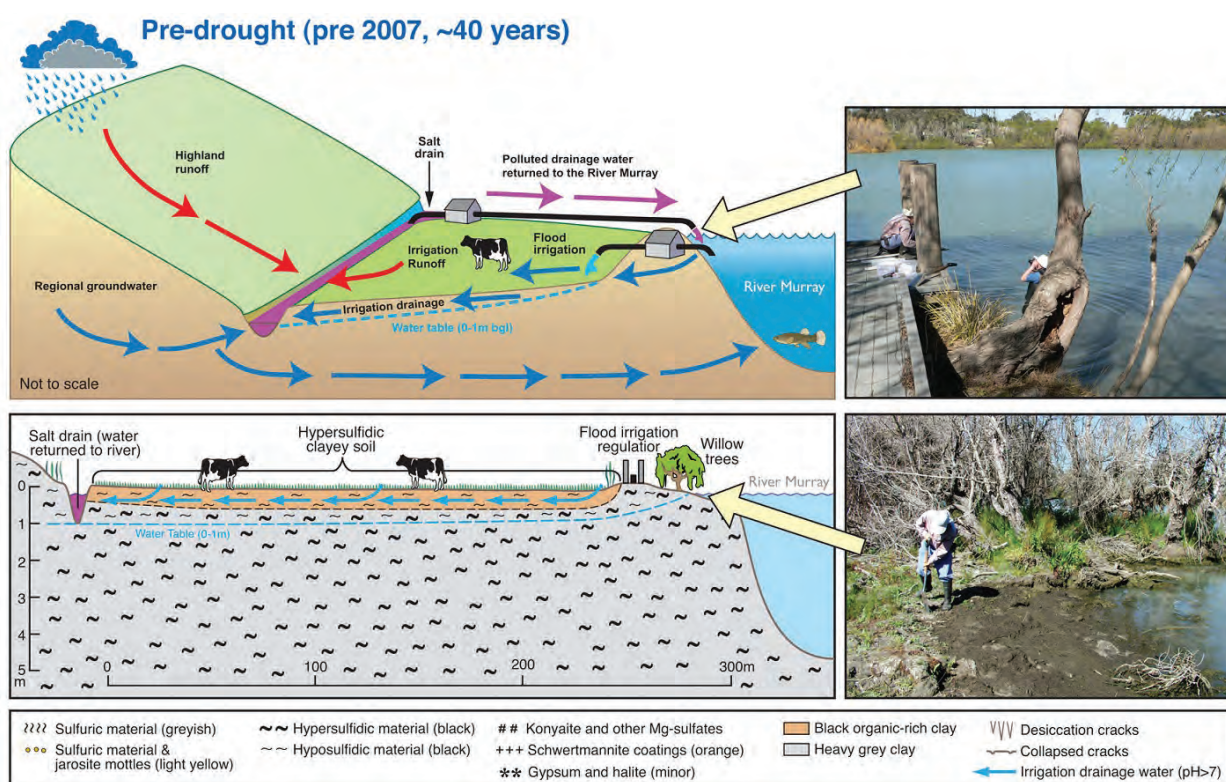 Pre-drought (pre 2007, ~40 years)
Highland
runoff
Salt
drain
Polluted drainage water
returned to the River Murray
Irrigation
Runoff
Flood
irrigation
Regional groundwater
Irrigation drainage
Water table (0-1m bgl)
River Murray
Not to scale
Salt drain (water
returned to river)
Hypersulfidic
clayey soil
Flood irrigation
regulatior
Willow
trees
River Murray
0
1
2
3
4
5
m
Water Table (0-1m)
0
100
200
300m
Sulfuric material (greyish)
Sulfuric material &
jarosite mottles (light yellow)
Hypersulfidic material (black)
Hyposulfidic material (black)
## Konyaite and other Mg-sulfates
+++ Schwertmannite coatings (orange)
** Gypsum and halite (minor)
Black organic-rich clay
Heavy grey clay
Desiccation cracks
Collapsed cracks
Irrigation drainage water (pH>7)